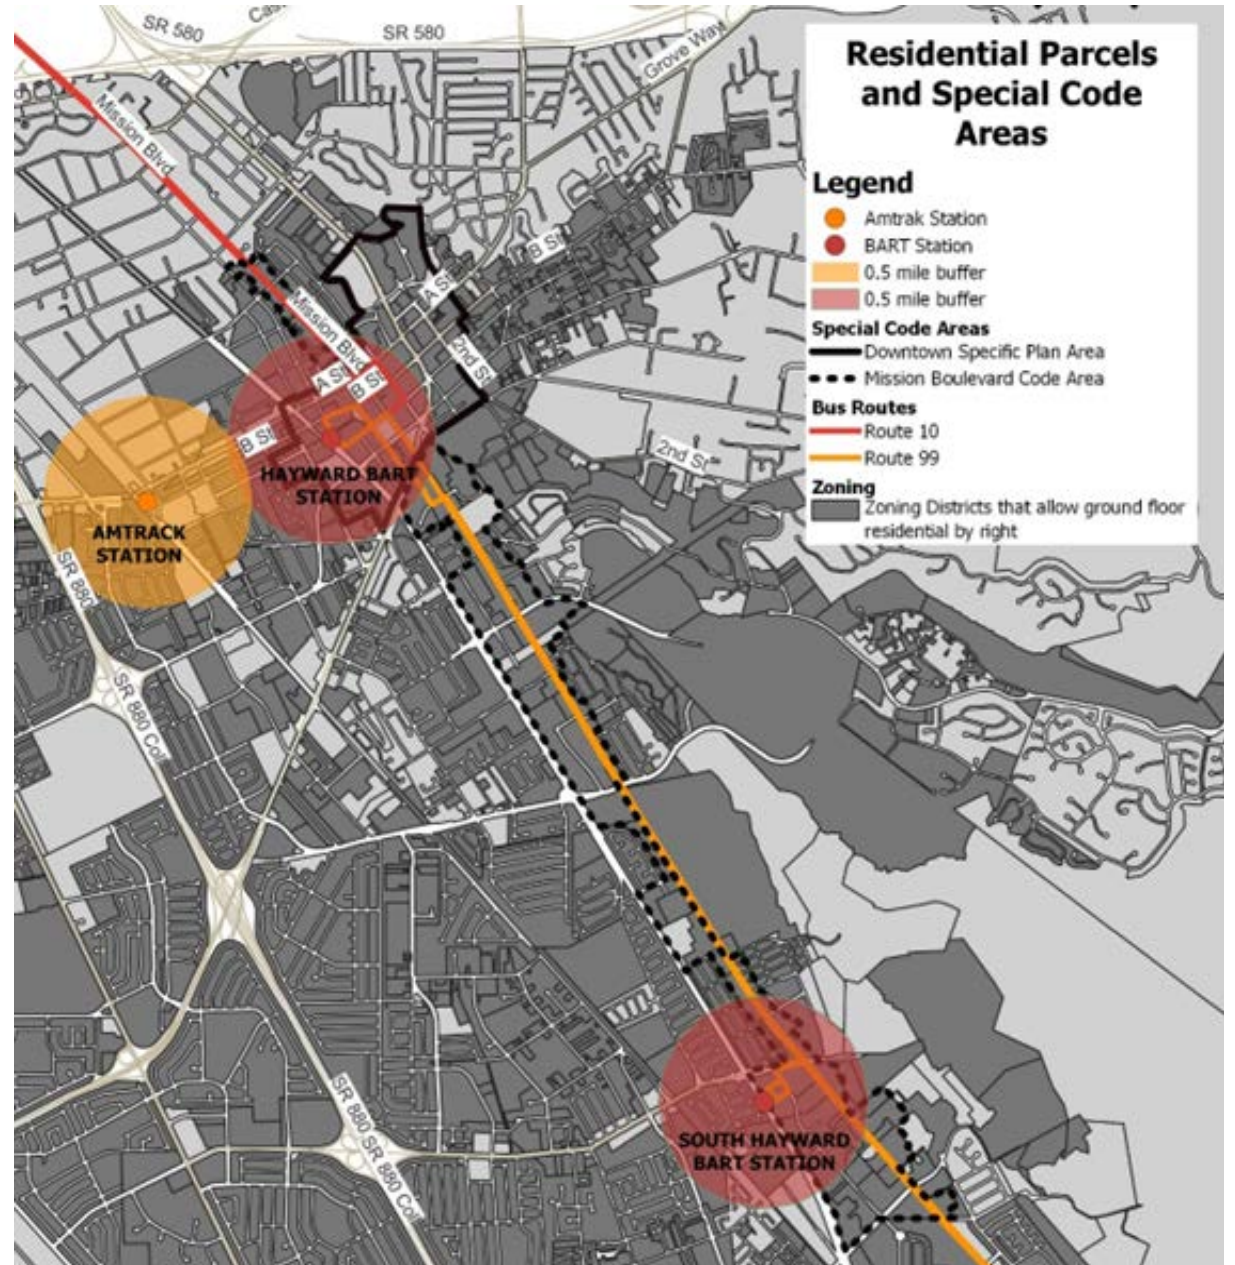 SR 580
SR 580
Grove Way
Mission Blvd
Residential Parcels
and Special Code
Areas
Legend
Amtrak Station
BART Station
0.5 mile buffer
0.5 mile buffer
Special Code Areas
Downtown Specific Plan Area
Mission Boulevard Code Area
Bus Routes
Route 10
Route 99
Zoning
Zoning Districts that allow ground floor
residential by right
B St
A St
Mission Blvd
2nd St
A St
B St
B St
2nd St
HAYWARD BART
STATION
AMTRACK
STATION
SR 880
SR 880 Col
SOUTH HAYWARD
BART STATION
SR 880 SR 880 Col